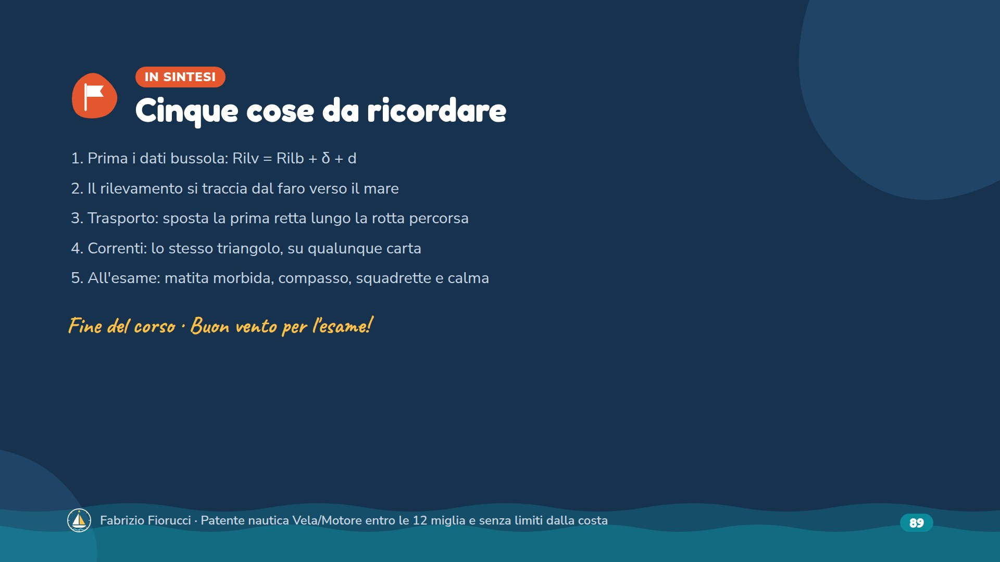 IN SINTESI
Cinque cose da ricordare
1. Prima i dati bussola: Rilv = Rilb + δ + d
2. Il rilevamento si traccia dal faro verso il mare
3. Trasporto: sposta la prima retta lungo la rotta percorsa
4. Correnti: lo stesso triangolo, su qualunque carta
5. All'esame: matita morbida, compasso, squadrette e calma
Fine del corso · Buon vento per l'esame!
Fabrizio Fiorucci · Patente nautica Vela/Motore entro le 12 miglia e senza limiti dalla costa
89